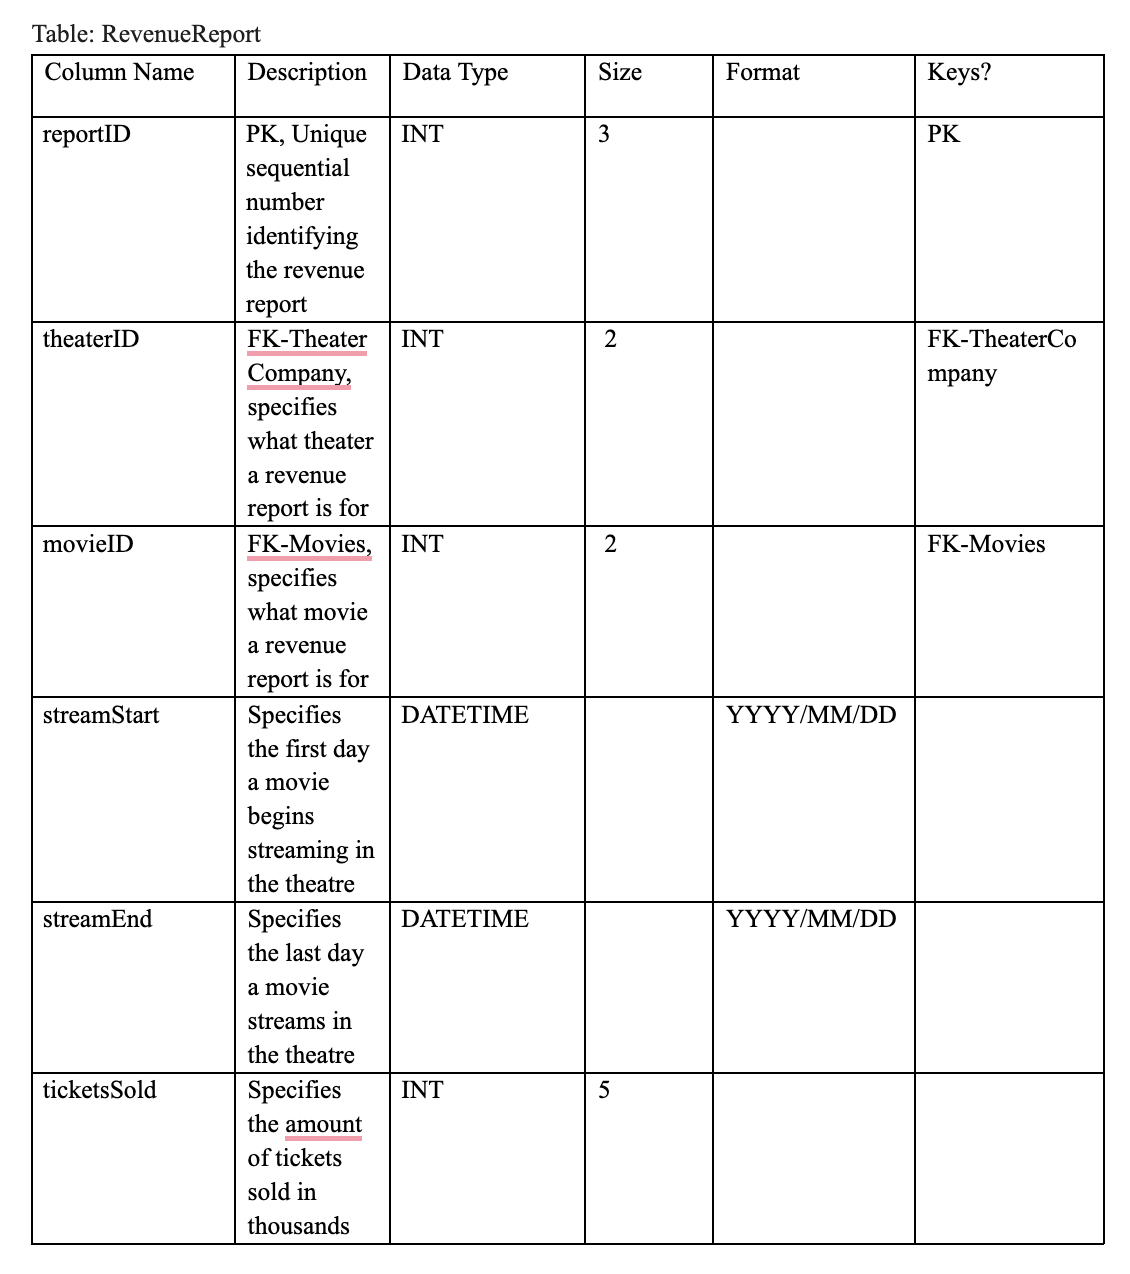 Table: RevenueReport
Column Name Description Data Type Size Format Keys?
reportID PK, Unique INT 3 PK
sequential
number
identifying
the revenue
report
theaterID FK-Theater INT 2 FK-TheaterCo
Company, mpany
specifies
what theater
a revenue
report is for
movieID FK-Movies, INT 2 FK-Movies
specifies
what movie
a revenue
report is for
streamStart Specifies DATETIME YYYY/MM/DD
the first day
a movie
begins
streaming in
the theatre
streamEnd Specifies DATETIME YYYY/MM/DD
the last day
a movie
streams in
the theatre
ticketsSold Specifies INT 5
the amount
of tickets
sold in
thousands